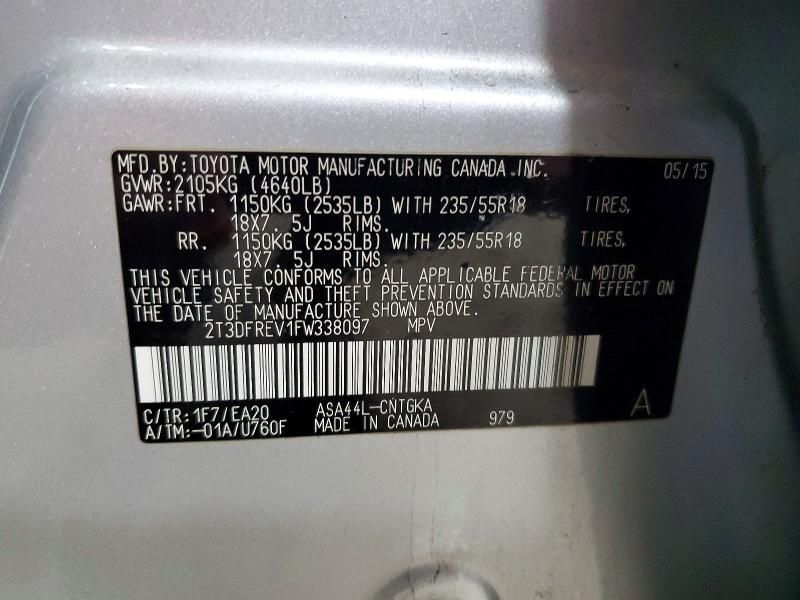 MFD.BY:TOYOTA MOTOR MANUFACTURING CANADA INC. 05/15
GVWR:2105KG (4640LB)
GAWR:FRT. 1150KG (2535LB) WITH 235/55R18 TIRES,
18X7.5J RIMS.
RR. 1150KG (2535LB) WITH 235/55R18 TIRES,
18X7.5J RIMS.
THIS VEHICLE CONFORMS TO ALL APPLICABLE FEDERAL MOTOR
VEHICLE SAFETY AND THEFT PREVENTION STANDARDS IN EFFECT ON
THE DATE OF MANUFACTURE SHOWN ABOVE.
2T3DFREV1FW338097 MPV
C/TR:1F7/EA20 ASA44L-CNTGKA A
A/TM:-01A/U760F MADE IN CANADA 979